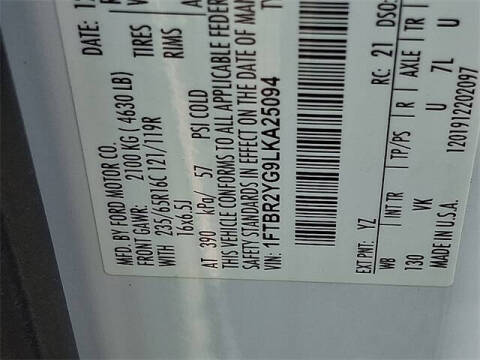 MFD. BY FORD MOTOR CO.
DATE: 12
FRONT GAWR:
2100 KG ( 4630 LB)
WITH
235/65R16C 121/119R
TIRES
16x6.5J
RIMS
AT 390 kPa/ 57 PSI COLD
THIS VEHICLE CONFORMS TO ALL APPLICABLE FEDER
STANDARDS IN EFFECT ON THE DATE OF MAN
VIN: 1FTBR2YG9LKA25094
EXT PNT: YZ
RC: 21
DSO:
WB
INT TR
TP/PS
R
AXLE
TR
130
VK
U
7L
U
MADE IN U.S.A.
1201912202097